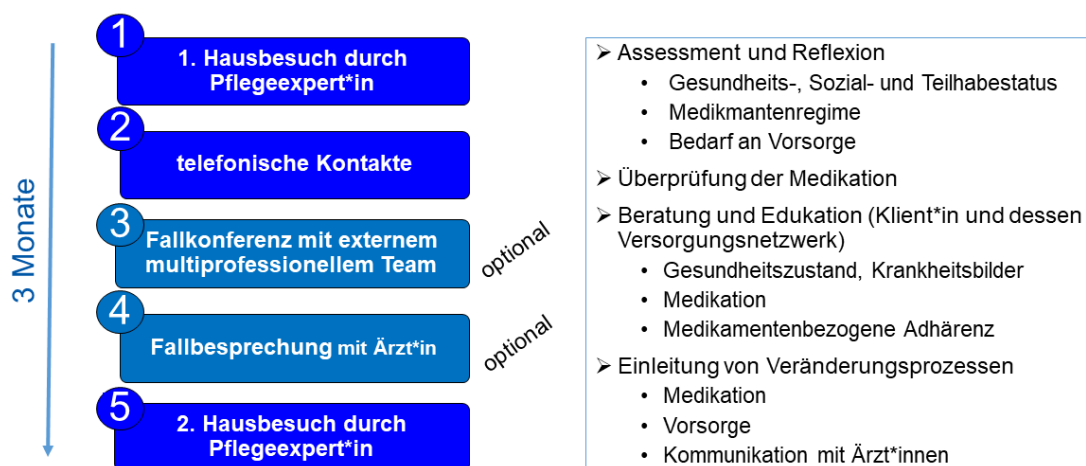 3 Monate
1
1. Hausbesuch durch
Pflegeexpert*in
2
telefonische Kontakte
3
Fallkonferenz mit externem
multiprofessionellem Team
optional
4
Fallbesprechung mit Ärzt*in
optional
5
2. Hausbesuch durch
Pflegeexpert*in
➢ Assessment und Reflexion
• Gesundheits-, Sozial- und Teilhabestatus
• Medikmantenregime
• Bedarf an Vorsorge
➢ Überprüfung der Medikation
➢ Beratung und Edukation (Klient*in und dessen
Versorgungsnetzwerk)
• Gesundheitszustand, Krankheitsbilder
• Medikation
• Medikamentenbezogene Adhärenz
➢ Einleitung von Veränderungsprozessen
• Medikation
• Vorsorge
• Kommunikation mit Ärzt*innen